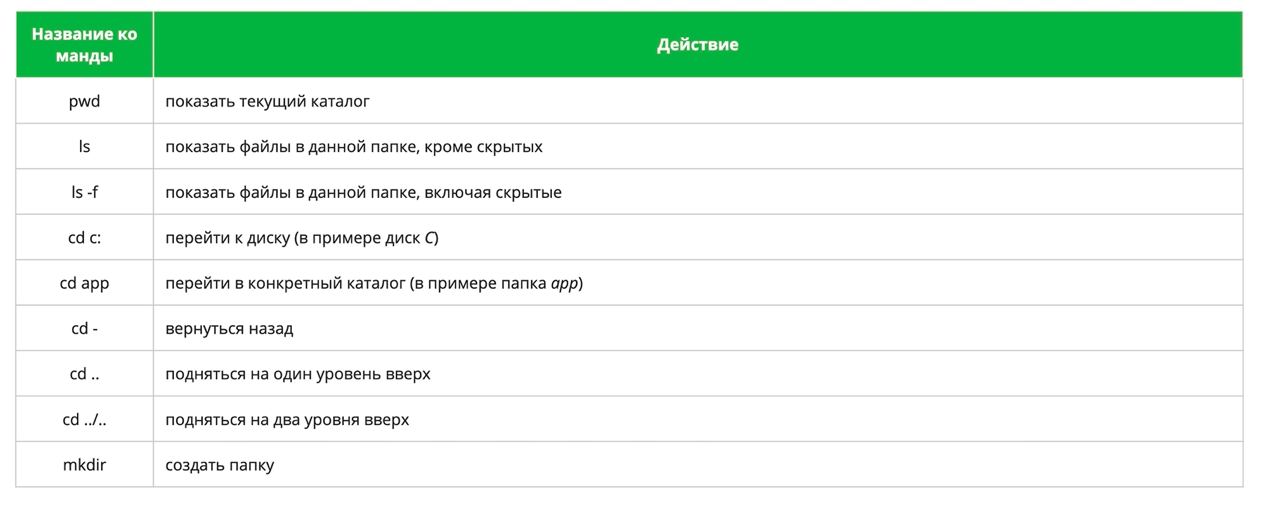 Название ко
манды
Действие
pwd
показать текущий каталог
ls
показать файлы в данной папке, кроме скрытых
ls -f
показать файлы в данной папке, включая скрытые
cd c:
перейти к диску (в примере диск C)
cd app
перейти в конкретный каталог (в примере папка app)
cd -
вернуться назад
cd ..
подняться на один уровень вверх
cd ../..
подняться на два уровня вверх
mkdir
создать папку